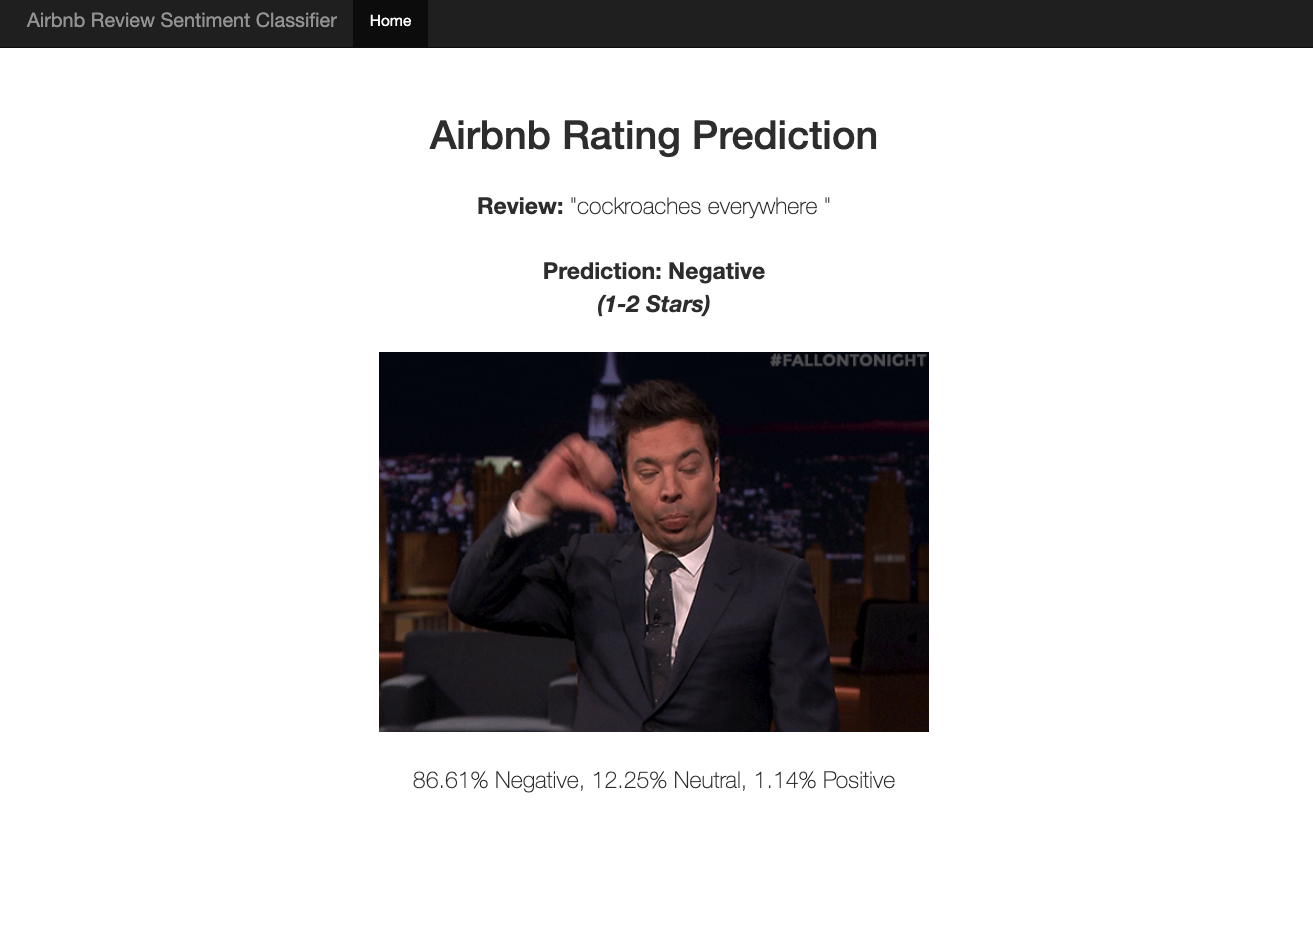 Airbnb Review Sentiment Classifier Home
Airbnb Rating Prediction
Review: "cockroaches everywhere "
Prediction: Negative
(1-2 Stars)
#FALLONTONIGHT
86.61% Negative, 12.25% Neutral, 1.14% Positive